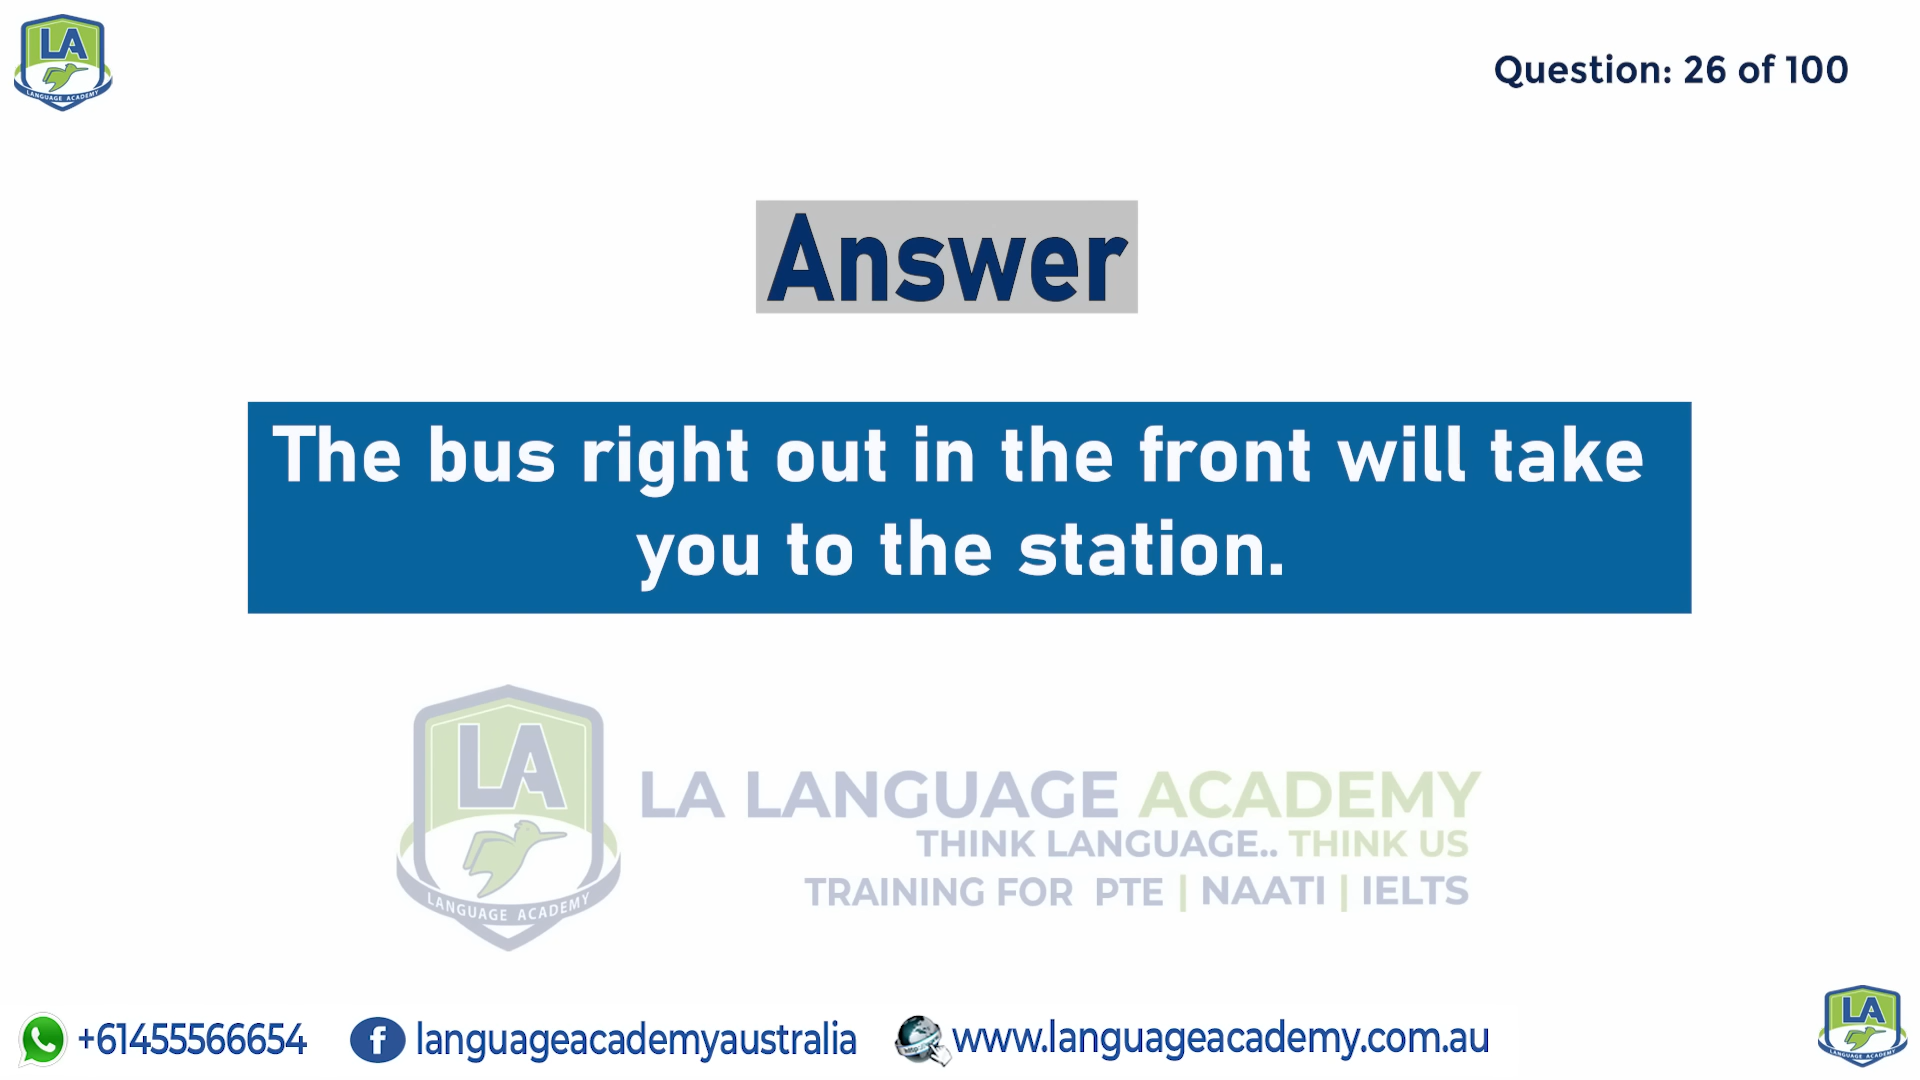 LA
LANGUAGE ACADEMY
Question: 26 of 100
Answer
The bus right out in the front will take
you to the station.
LA
LANGUAGE ACADEMY
LA LANGUAGE ACADEMY
THINK LANGUAGE.. THINK US
TRAINING FOR PTE | NAATI | IELTS
+61455566654
f
languageacademyaustralia
www.languageacademy.com.au
LA
LANGUAGE ACADEMY